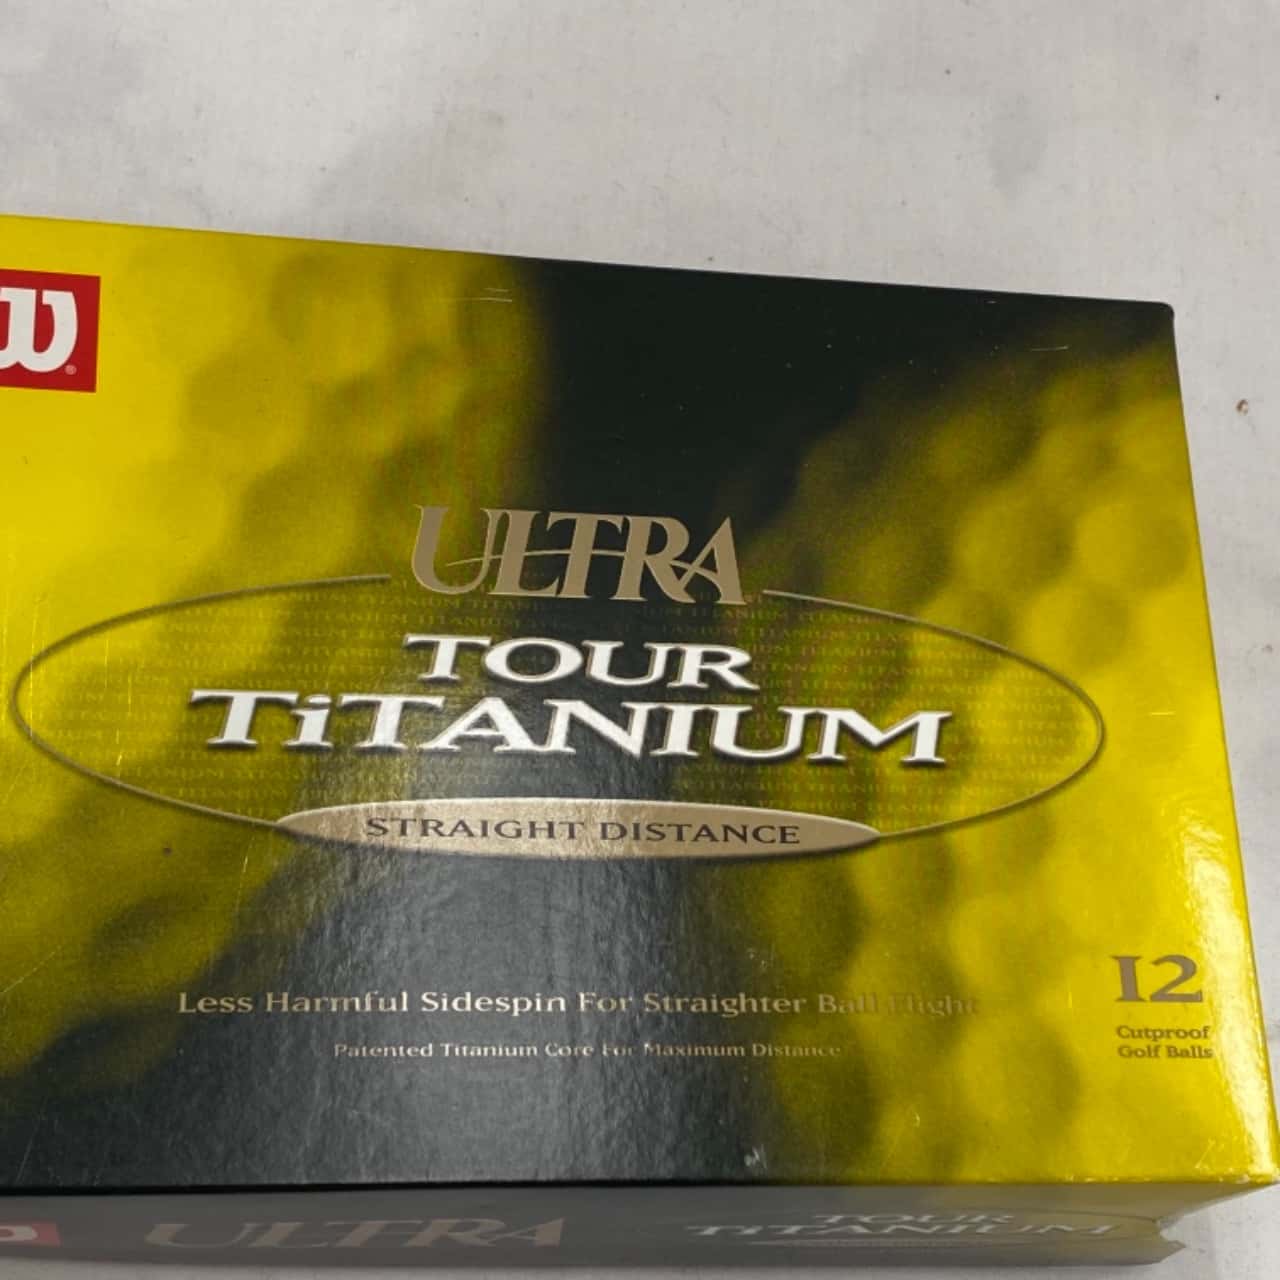 W
ULTRA
TOUR
TiTANIUM
STRAIGHT DISTANCE
Less Harmful Sidespin For Straighter Ball Flight
Patented Titanium Core For Maximum Distance
12
Cutproof
Golf Balls
ULTRA
TOUR
TiTANIUM